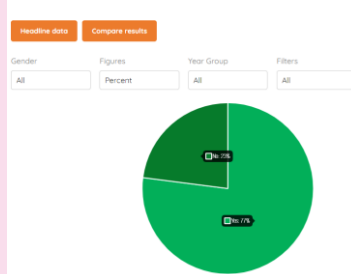 Headline data Compare results
Gender Figures Year Group Filters
All Percent All All
No: 23%
Yes: 77%